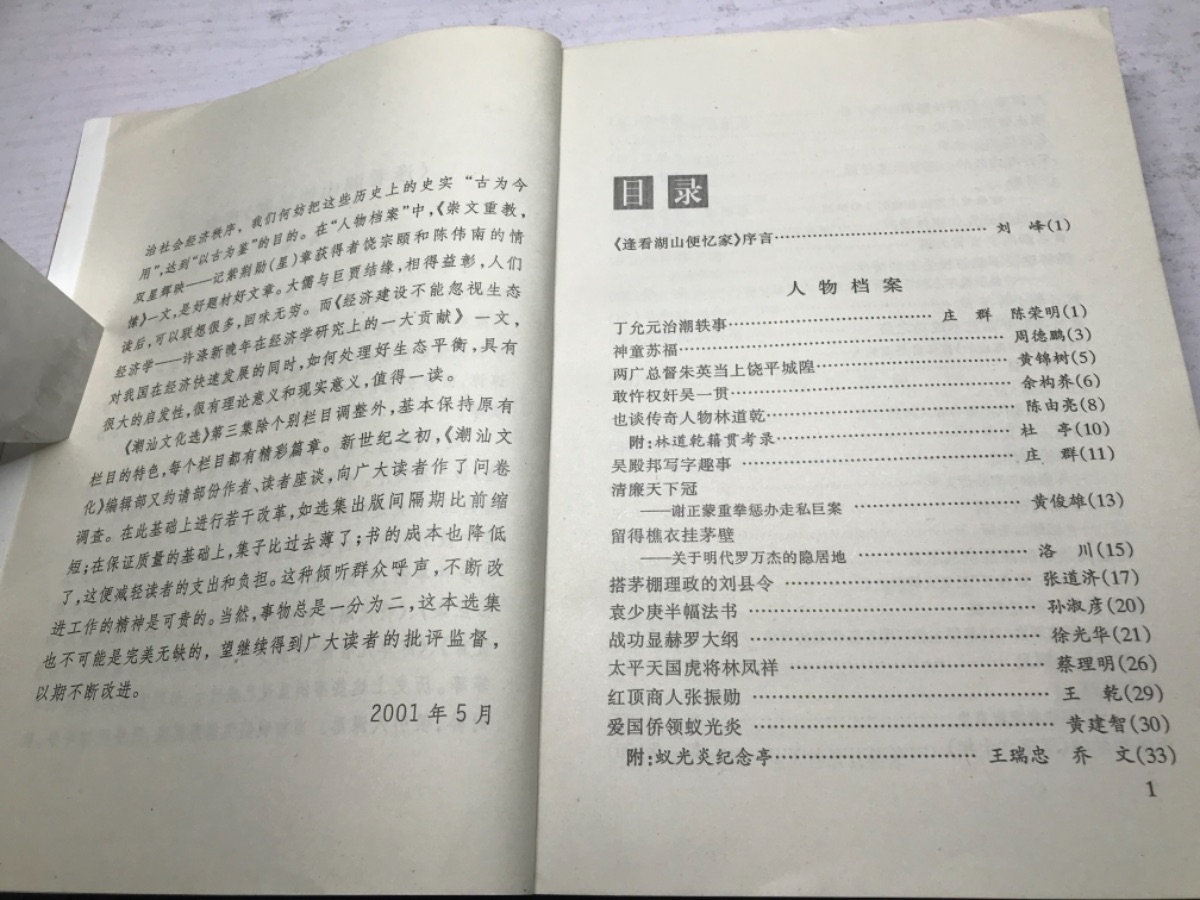 治社会经济秩序，我们何妨把这些历史上的史实“古为今
用”，达到“以古为鉴”的目的。在“人物档案”中，《崇文重教，
双星辉映——记紫荆勋(星)章获得者饶宗颐和陈伟南的情
愫》一文，是好题材好文章。大儒与巨贾结缘，相得益彰，人们
读后，可以联想很多，回味无穷。而《经济建设不能忽视生态
经济学——许涤新晚年在经济学研究上的一大贡献》一文，
对我国在经济快速发展的同时，如何处理好生态平衡，具有
很大的启发性，很有理论意义和现实意义，值得一读。
《潮汕文化选》第三集除个别栏目调整外，基本保持原有
栏目的特色，每个栏目都有精彩篇章。新世纪之初，《潮汕文
化》编辑部又约请部份作者、读者座谈，向广大读者作了问卷
调查。在此基础上进行若干改革，如选集出版间隔期比前缩
短；在保证质量的基础上，集子比过去薄了；书的成本也降低
了，这便减轻读者的支出和负担。这种倾听群众呼声，不断改
进工作的精神是可贵的。当然，事物总是一分为二，这本选集
也不可能是完美无缺的，望继续得到广大读者的批评监督，
以期不断改进。
2001年5月
目录
《逢看湖山便忆家》序言……………………刘 峰(1)
人物档案
丁允元治潮轶事……………………庄 群 陈荣明(1)
神童苏福……………………周德鹏(3)
两广总督朱英当上饶平城隍……………………黄锦树(5)
敢忤权奸吴一贯……………………余构养(6)
也谈传奇人物林道乾……………………陈由亮(8)
附:林道乾籍贯考录……………………杜 亭(10)
吴殿邦写字趣事……………………庄 群(11)
清廉天下冠
——谢正蒙重拳惩办走私巨案……………………黄俊雄(13)
留得樵衣挂茅壁
——关于明代罗万杰的隐居地……………………洛 川(15)
搭茅棚理政的刘县令……………………张道济(17)
袁少庚半幅法书……………………孙淑彦(20)
战功显赫罗大纲……………………徐光华(21)
太平天国虎将林凤祥……………………蔡理明(26)
红顶商人张振勋……………………王 乾(29)
爱国侨领蚁光炎……………………黄建智(30)
附:蚁光炎纪念亭……………………王瑞忠 乔 文(33)
1